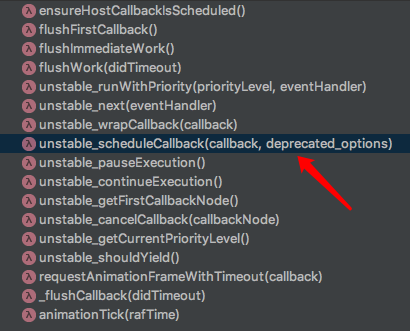 ensureHostCallbackIsScheduled()
flushFirstCallback()
flushImmediateWork()
flushWork(didTimeout)
unstable_runWithPriority(priorityLevel, eventHandler)
unstable_next(eventHandler)
unstable_wrapCallback(callback)
unstable_scheduleCallback(callback, deprecated_options)
unstable_pauseExecution()
unstable_continueExecution()
unstable_getFirstCallbackNode()
unstable_cancelCallback(callbackNode)
unstable_getCurrentPriorityLevel()
unstable_shouldYield()
requestAnimationFrameWithTimeout(callback)
_flushCallback(didTimeout)
animationTick(rafTime)